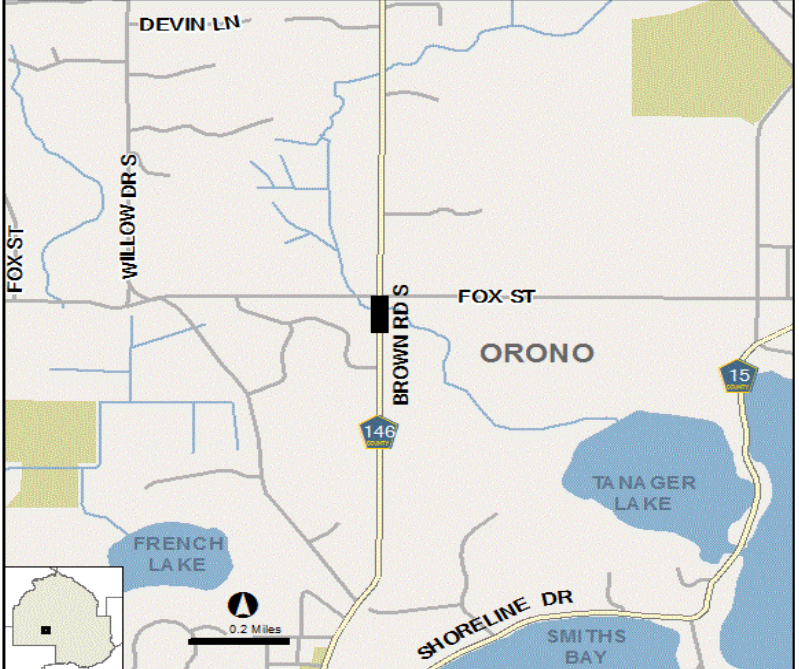 DEVIN LN
WILLOW DR S
FOX ST
FOX ST
BROWN RD S
ORONO
15
COUNTY
146
COUNTY
TANAGER
LAKE
FRENCH
LAKE
0.2 Miles
SHORELINE DR
SMITHS
BAY